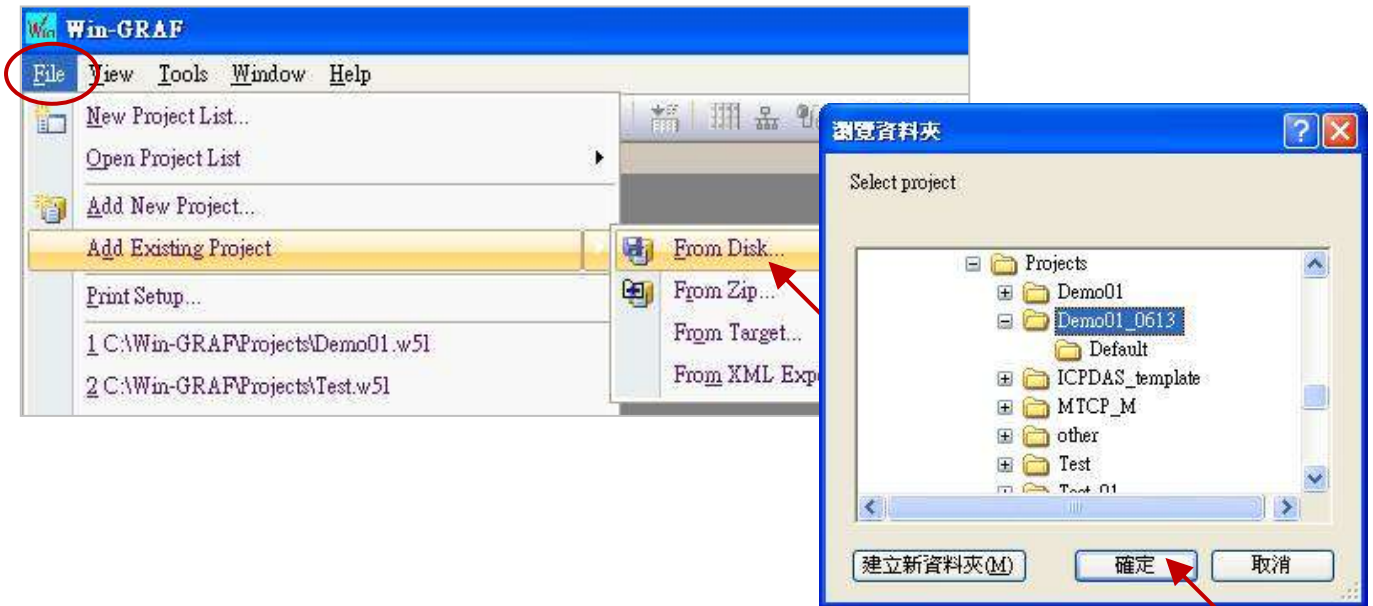 Win-GRAF
File View Tools Window Help
New Project List...
Open Project List
Add New Project...
Add Existing Project
Print Setup...
1 C:\Win-GRAF\Projects\Demo01.w5l
2 C:\Win-GRAF\Projects\Test.w5l
From Disk...
From Zip...
From Target...
From XML
瀏覽資料夾
Select project
Projects
Demo01
Demo01_0613
Default
ICPDAS_template
MTCP_M
other
Test
Test_01
建立新資料夾(M) 確定 取消